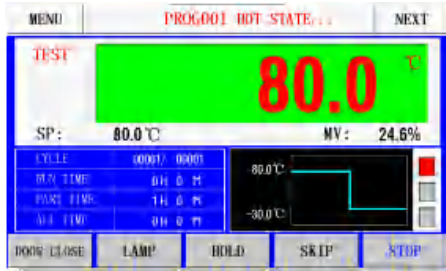 MENU PROG001 HOT STATE... NEXT
TEST
80.0 ℃
SP: 80.0℃ MV: 24.6%
CYCLE 00001/ 00001
RUN TIME 0H 0 M
PART TIME 1H 0 M
ALL TIME 0H 0 M
80.0℃
-30.0℃
DOOR CLOSE LAMP HOLD SKIP STOP